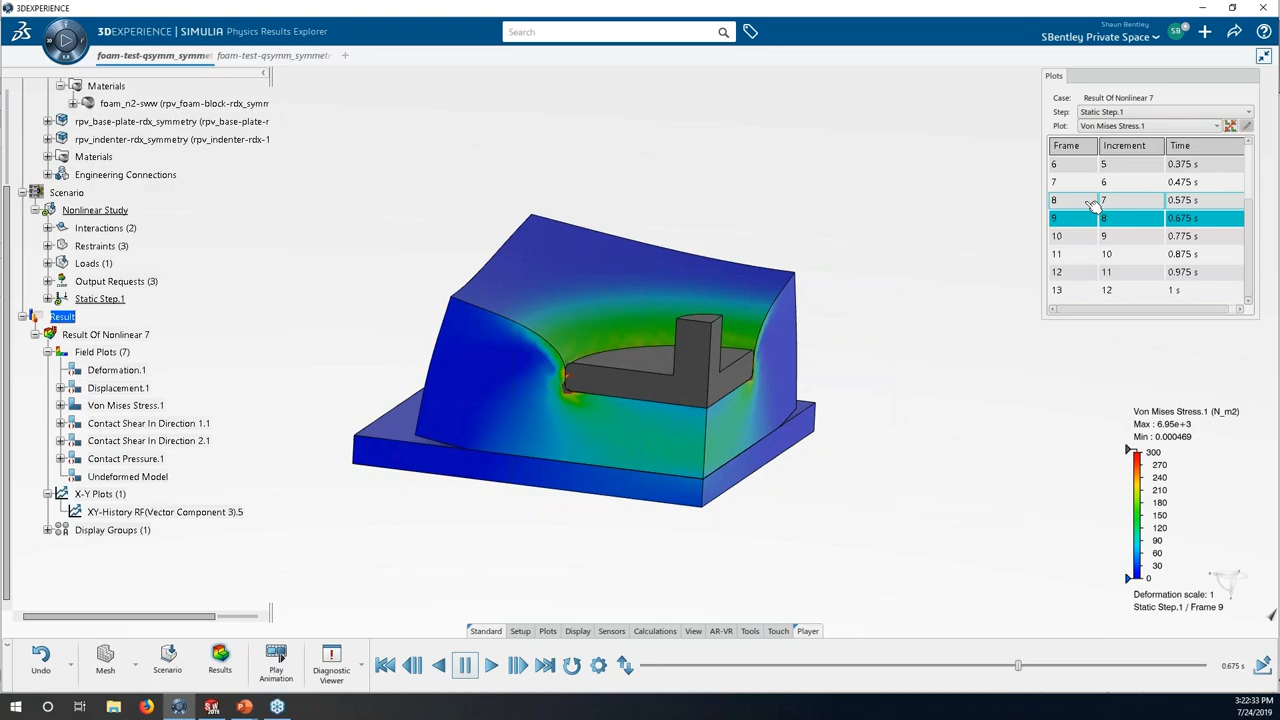 3DEXPERIENCE
3DEXPERIENCE | SIMULIA Physics Results Explorer
Search
Shaun Bentley
SBentley Private Space
SB
foam-test-qsymm_symme
foam-test-qsymm_symmetr
Materials
foam_n2-sww (rpv_foam-block-rdx_symm
rpv_base-plate-rdx_symmetry (rpv_base-plate-r
rpv_indenter-rdx_symmetry (rpv_indenter-rdx-1
Materials
Engineering Connections
Scenario
Nonlinear Study
Interactions (2)
Restraints (3)
Loads (1)
Output Requests (3)
Static Step.1
Result
Result Of Nonlinear 7
Field Plots (7)
Deformation.1
Displacement.1
Von Mises Stress.1
Contact Shear In Direction 1.1
Contact Shear In Direction 2.1
Contact Pressure.1
Undeformed Model
X-Y Plots (1)
XY-History RF(Vector Component 3).5
Display Groups (1)
Plots
Case: Result Of Nonlinear 7
Step: Static Step.1
Plot: Von Mises Stress.1
Frame Increment Time
6 5 0.375 s
7 6 0.475 s
8 7 0.575 s
9 8 0.675 s
10 9 0.775 s
11 10 0.875 s
12 11 0.975 s
13 12 1 s
Von Mises Stress.1 (N_m2)
Max : 6.95e+3
Min : 0.000469
300
270
240
210
180
150
120
90
60
30
0
Deformation scale: 1
Static Step.1 / Frame 9
Standard Setup Plots Display Sensors Calculations View AR-VR Tools Touch Player
Undo Mesh Scenario Results Play Animation Diagnostic Viewer
0.675 s
3:22:33 PM
7/24/2019